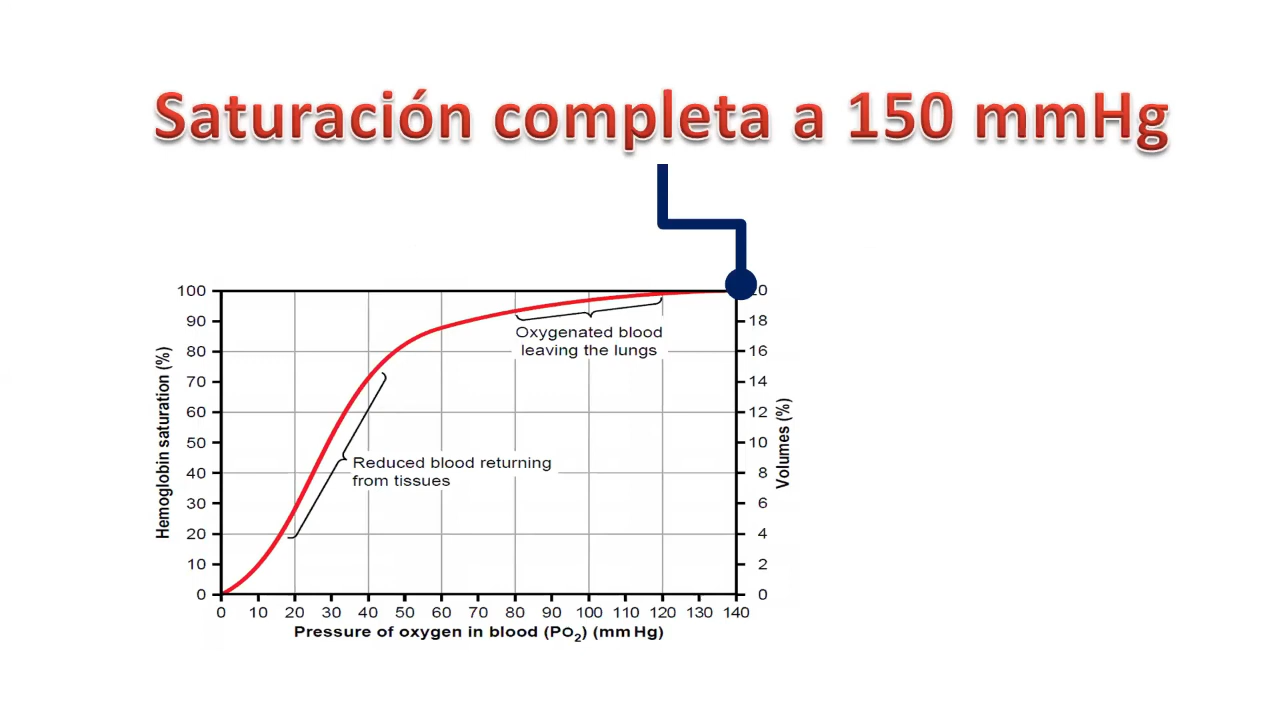 Saturación completa a 150 mmHg
100
90
80
70
60
50
40
30
20
10
0
Hemoglobin saturation (%)
Oxygenated blood
leaving the lungs
Reduced blood returning
from tissues
20
18
16
14
12
10
8
6
4
2
0
Volumes (%)
0 10 20 30 40 50 60 70 80 90 100 110 120 130 140
Pressure of oxygen in blood (PO₂) (mm Hg)